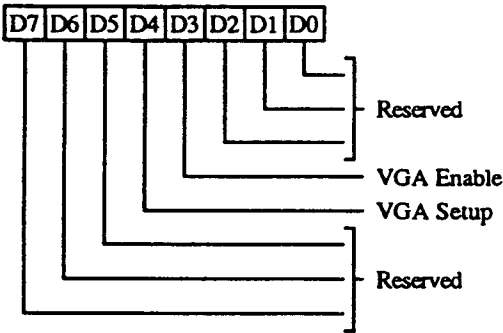 D7 D6 D5 D4 D3 D2 D1 D0
Reserved
VGA Enable
VGA Setup
Reserved